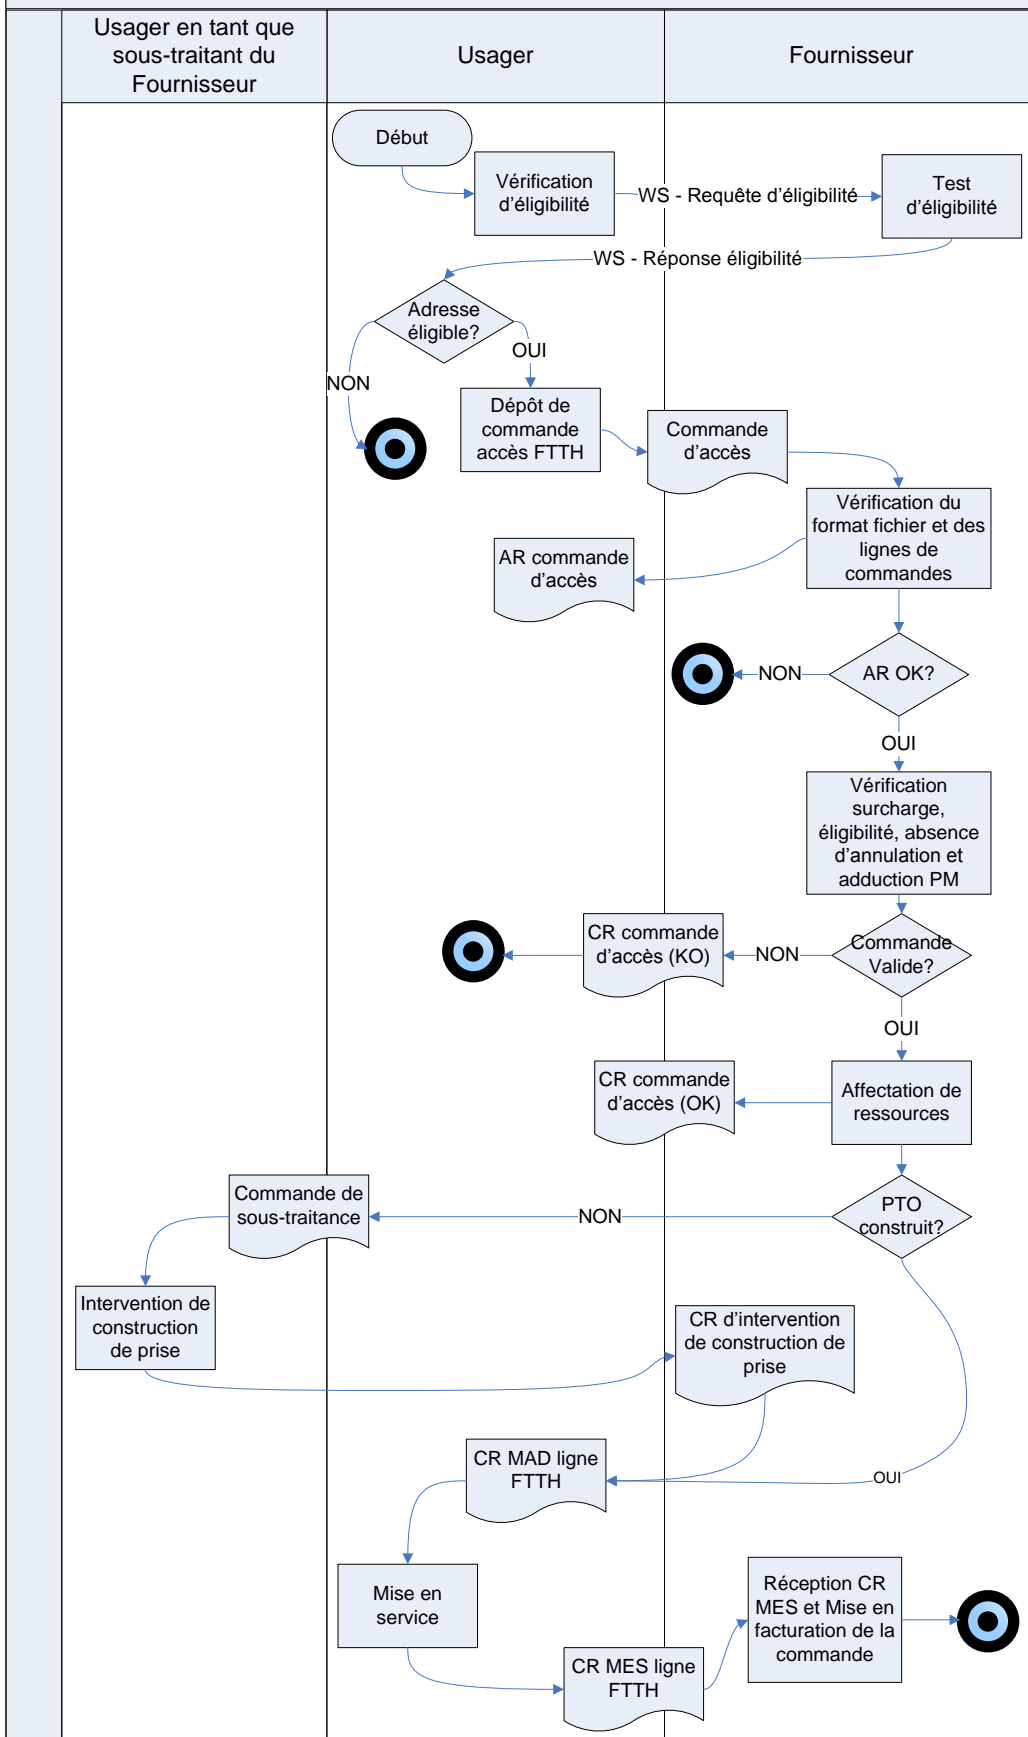 Usager en tant que
sous-traitant du
Fournisseur
Usager
Fournisseur
Début
Vérification
d'éligibilité
WS - Requête d'éligibilité
Test
d'éligibilité
WS - Réponse éligibilité
Adresse
éligible?
OUI
NON
Dépôt de
commande
accès FTTH
Commande
d'accès
Vérification du
format fichier et des
lignes de
commandes
AR commande
d'accès
NON
AR OK?
OUI
Vérification
surcharge,
éligibilité, absence
d'annulation et
adduction PM
CR commande
d'accès (KO)
NON
Commande
Valide?
OUI
CR commande
d'accès (OK)
Affectation de
ressources
Commande de
sous-traitance
NON
PTO
construit?
Intervention de
construction
de prise
CR d'intervention
de construction de
prise
CR MAD ligne
FTTH
OUI
Mise en
service
Réception CR
MES et Mise en
facturation de la
commande
CR MES ligne
FTTH